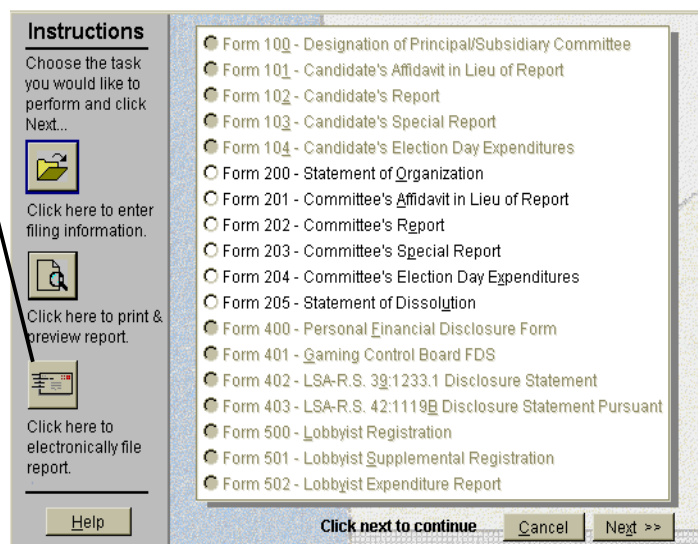 Instructions
Choose the task
you would like to
perform and click
Next...
Click here to enter
filing information.
Click here to print &
preview report.
Click here to
electronically file
report.
Help
Form 100 - Designation of Principal/Subsidiary Committee
Form 101 - Candidate's Affidavit in Lieu of Report
Form 102 - Candidate's Report
Form 103 - Candidate's Special Report
Form 104 - Candidate's Election Day Expenditures
Form 200 - Statement of Organization
Form 201 - Committee's Affidavit in Lieu of Report
Form 202 - Committee's Report
Form 203 - Committee's Special Report
Form 204 - Committee's Election Day Expenditures
Form 205 - Statement of Dissolution
Form 400 - Personal Financial Disclosure Form
Form 401 - Gaming Control Board FDS
Form 402 - LSA-R.S. 39:1233.1 Disclosure Statement
Form 403 - LSA-R.S. 42:1119B Disclosure Statement Pursuant
Form 500 - Lobbyist Registration
Form 501 - Lobbyist Supplemental Registration
Form 502 - Lobbyist Expenditure Report
Click next to continue Cancel Next >>